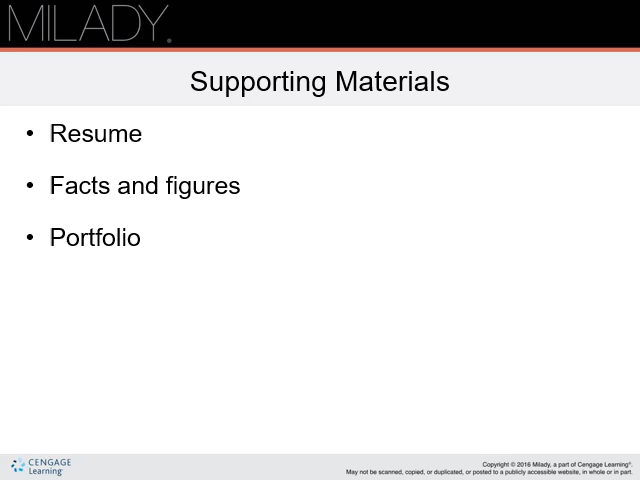 MILADY®
Supporting Materials
• Resume
• Facts and figures
• Portfolio
CENGAGE
Learning
Copyright © 2016 Milady, a part of Cengage Learning®.
May not be scanned, copied, or duplicated, or posted to a publicly accessible website, in whole or in part.